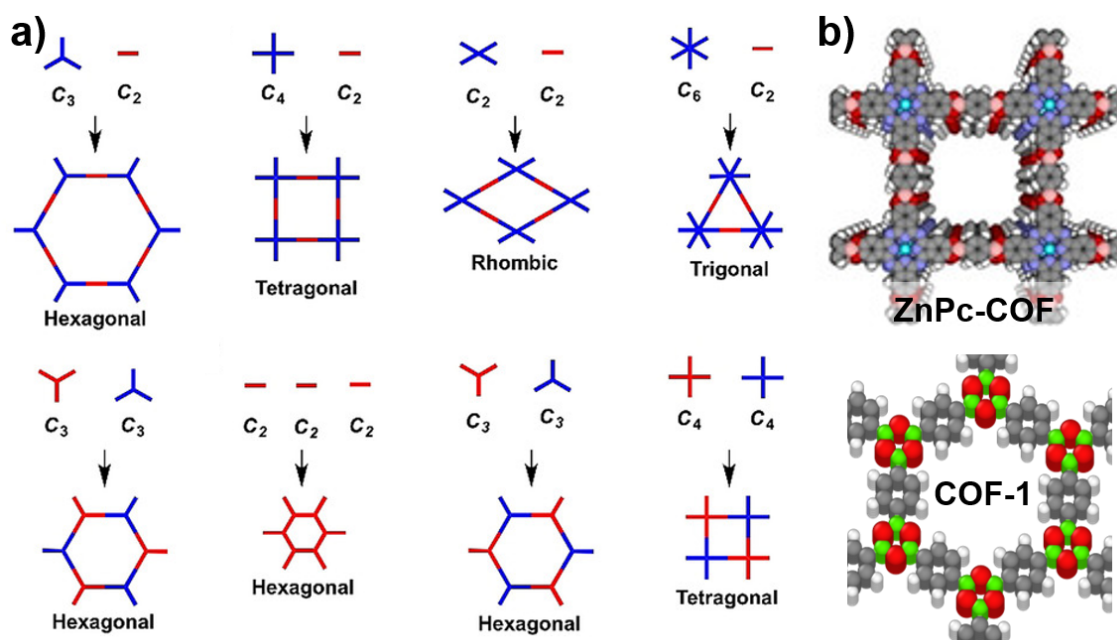 a)
b)
C3 C2
C4 C2
C2 C2
C6 C2
Hexagonal
Tetragonal
Rhombic
Trigonal
ZnPc-COF
C3 C3
C2 C2 C2
C3 C3
C4 C4
Hexagonal
Hexagonal
Hexagonal
Tetragonal
COF-1